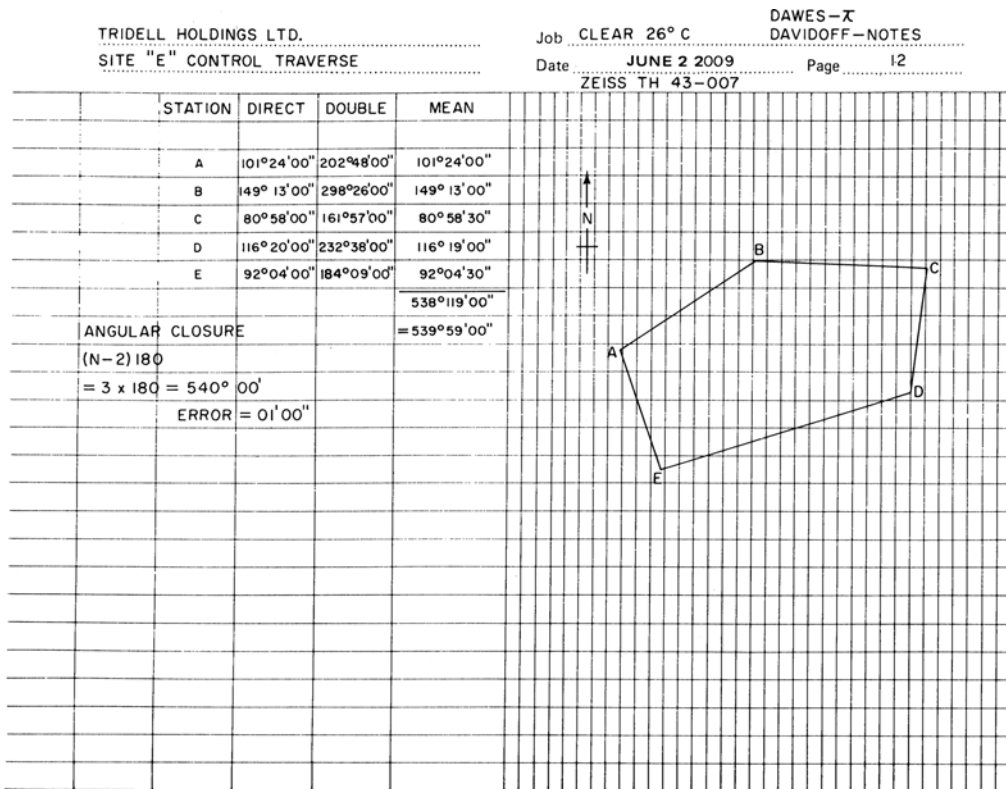 DAWES-⊼
TRIDELL HOLDINGS LTD. Job CLEAR 26° C DAVIDOFF-NOTES
SITE "E" CONTROL TRAVERSE Date JUNE 2 2009 Page 12
ZEISS TH 43-007
STATION DIRECT DOUBLE MEAN
A 101°24'00" 202°48'00" 101°24'00"
B 149° 13'00" 298°26'00" 149° 13'00"
C 80°58'00" 161°57'00" 80°58'30"
D 116°20'00" 232°38'00" 116° 19'00"
E 92°04'00" 184°09'00" 92°04'30"
538°119'00"
ANGULAR CLOSURE =539°59'00"
(N-2)180
= 3 x 180 = 540° 00'
ERROR = 01'00"
N
B
C
A
D
E